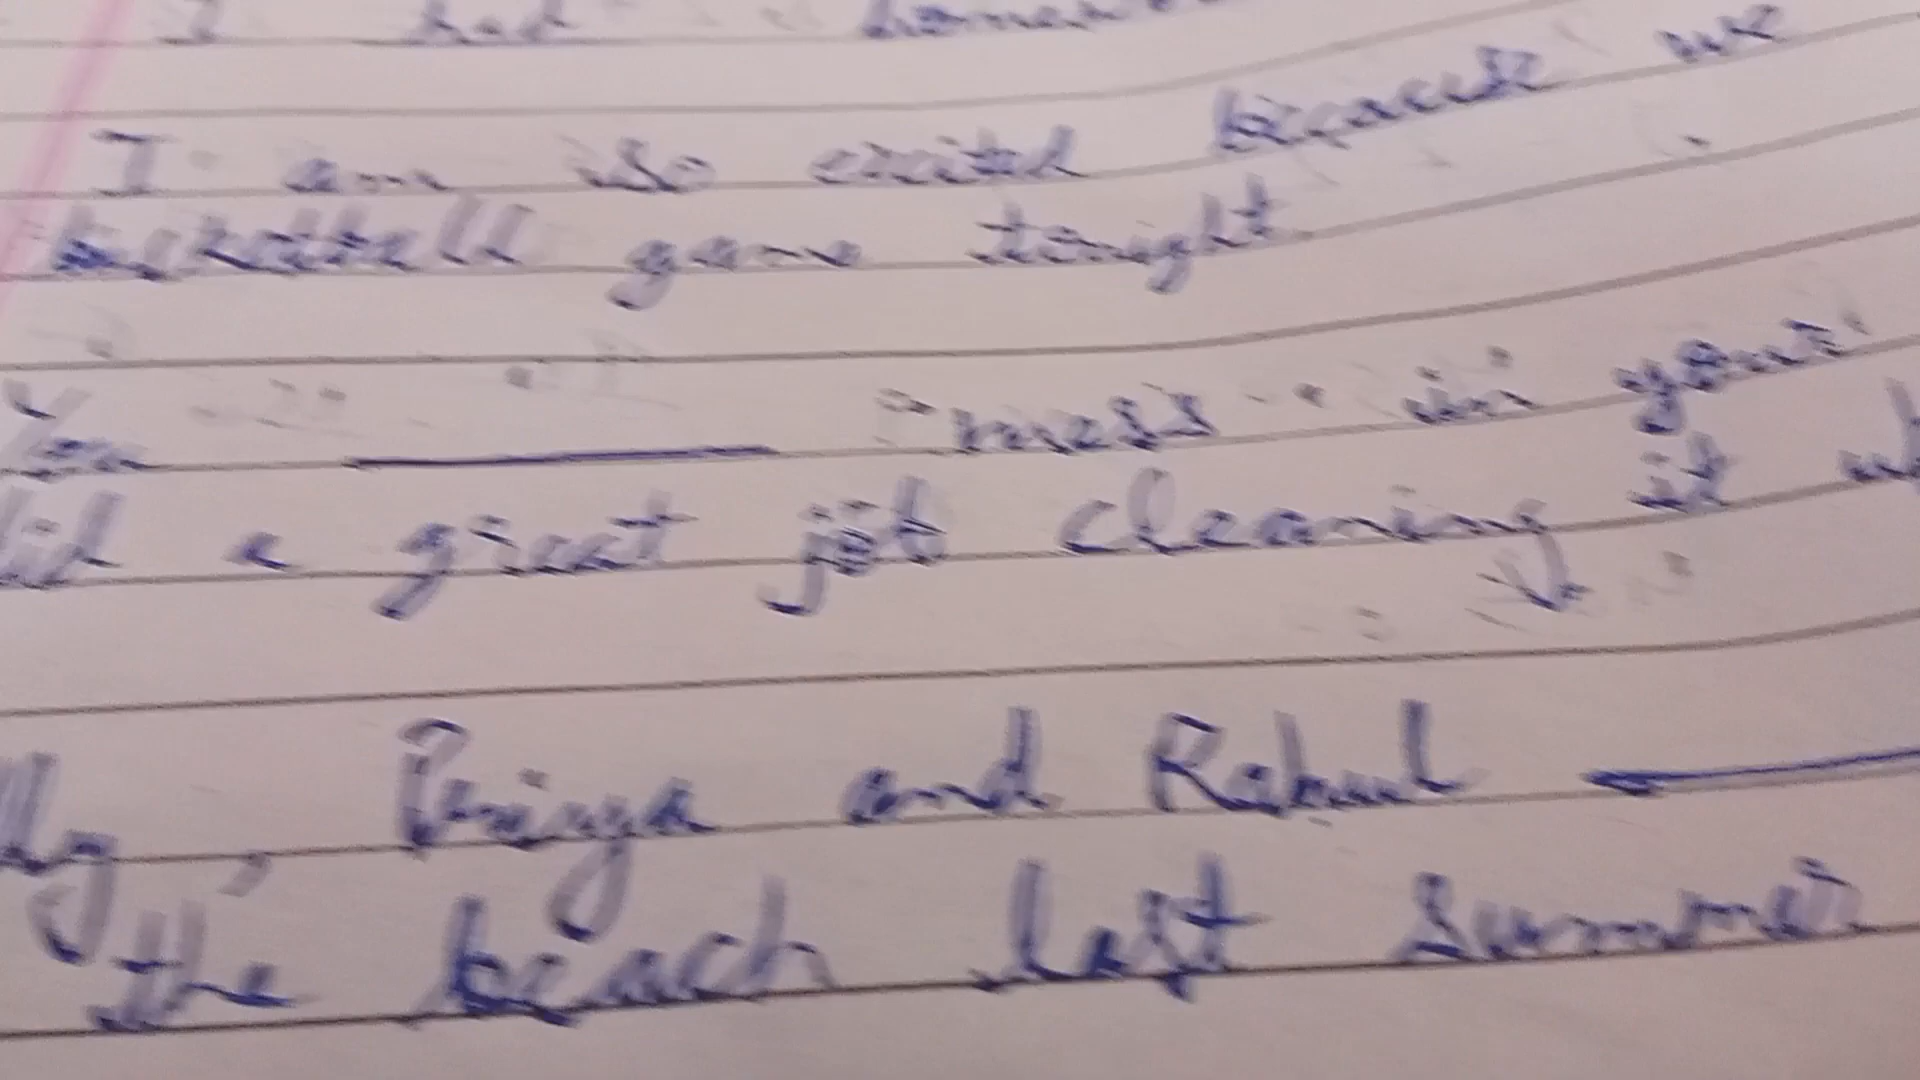 I had
I am so excited because we
basketball game tonight.
You ______ mess in your
did a great job cleaning it
Priya and Rahul ______
the beach last summer